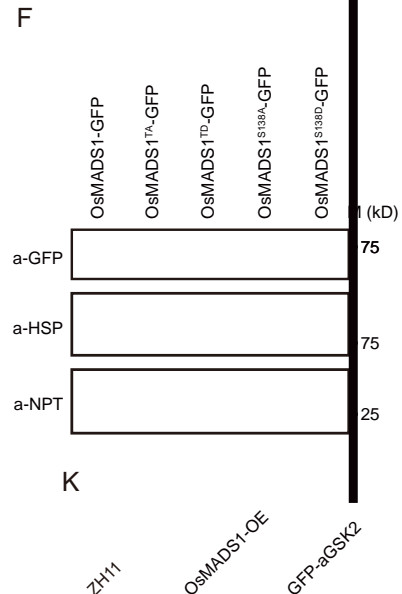 F
OsMADS1-GFP
OsMADS1TA-GFP
OsMADS1TD-GFP
OsMADS1S138A-GFP
OsMADS1S138D-GFP
(kD)
a-GFP
75
a-HSP
75
a-NPT
25
K
ZH11
OsMADS1-OE
GFP-aGSK2